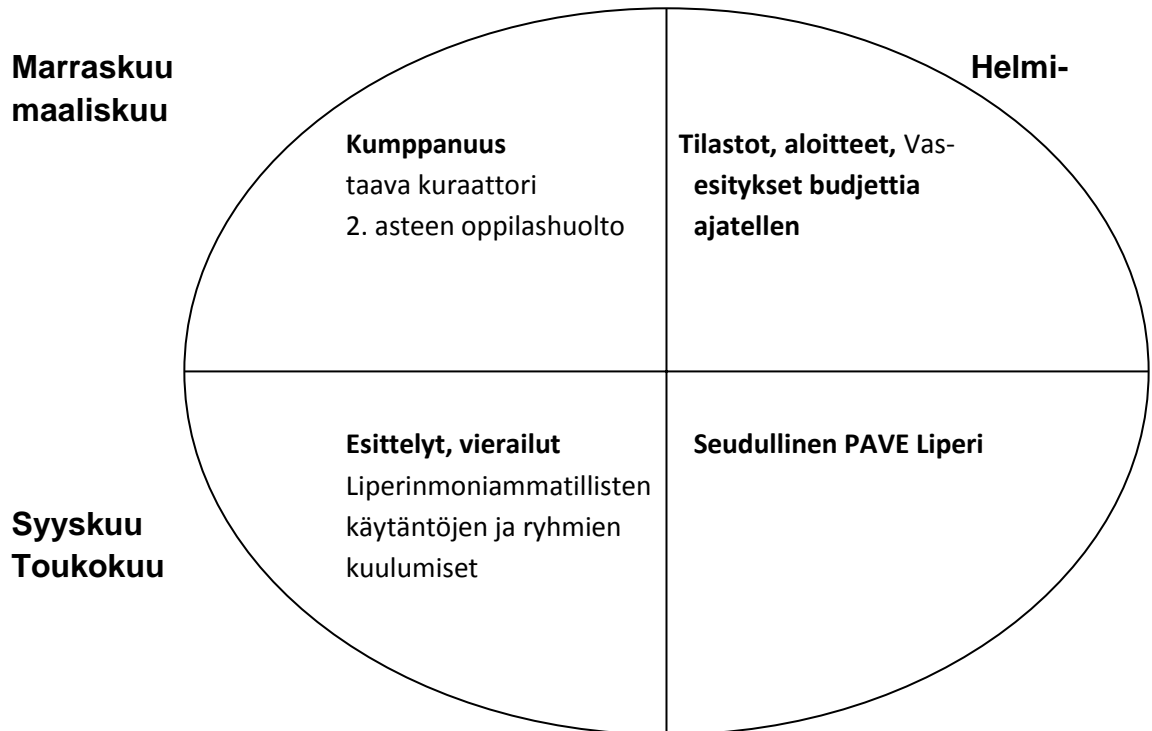 Marraskuu Helmi-
maaliskuu
Kumppanuus Tilastot, aloitteet, Vas-
taava kuraattori esitykset budjettia
2. asteen oppilashuolto ajatellen
Esittelyt, vierailut Seudullinen PAVE Liperi
Liperinmoniammatillisten
Syyskuu käytäntöjen ja ryhmien
Toukokuu kuulumiset